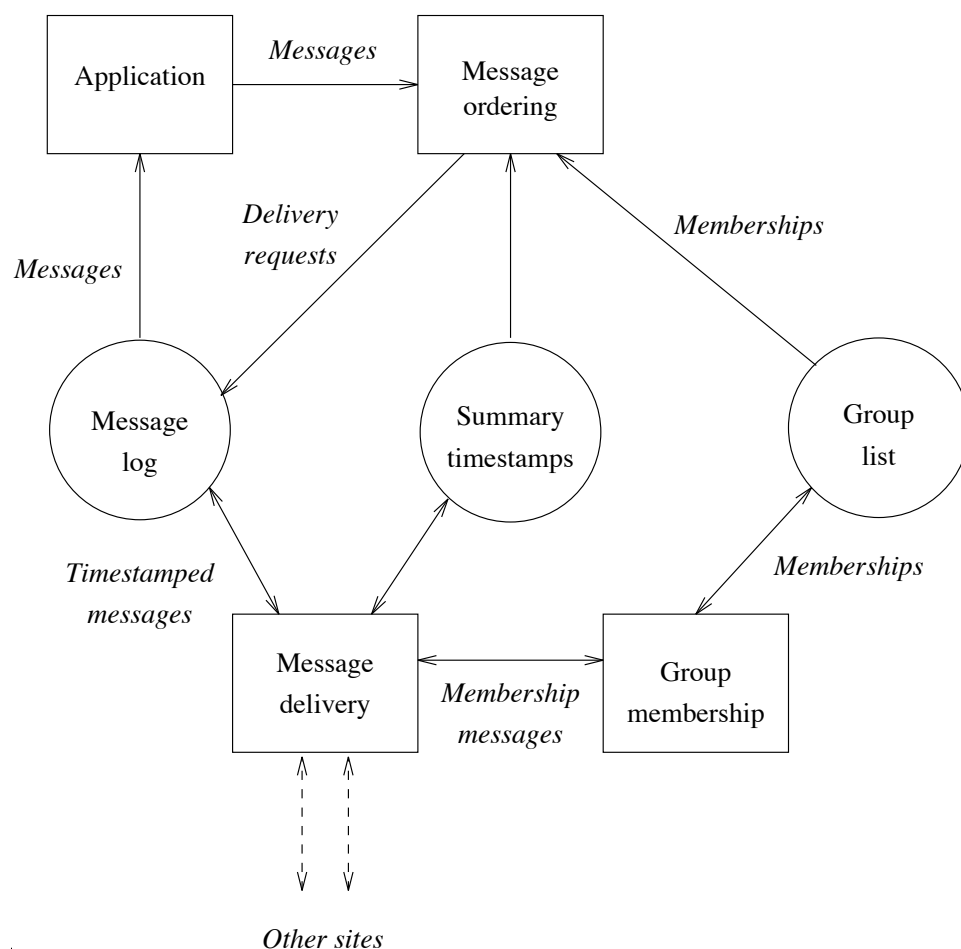 Application
Messages
Message
ordering
Delivery
requests
Memberships
Messages
Message
log
Summary
timestamps
Group
list
Timestamped
messages
Memberships
Message
delivery
Membership
messages
Group
membership
Other sites